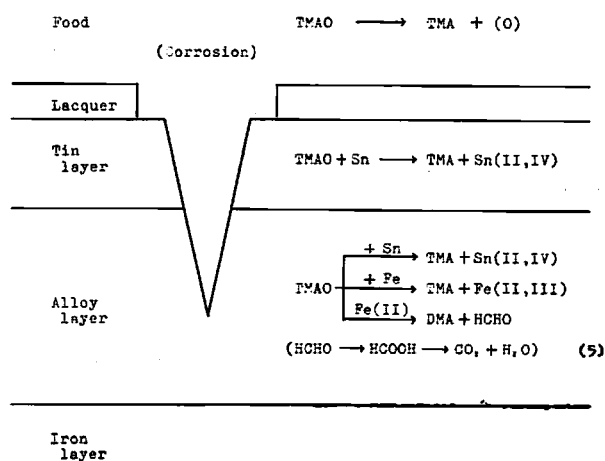 Food TMAO → TMA + (O)
(Corrosion)
Lacquer
Tin
layer
TMAO + Sn → TMA + Sn(II,IV)
+ Sn → TMA + Sn(II,IV)
Alloy
layer
TMAO + Fe → TMA + Fe(II,III)
Fe(II) → DMA + HCHO
(HCHO → HCOOH → CO₂ + H₂O) (5)
Iron
layer